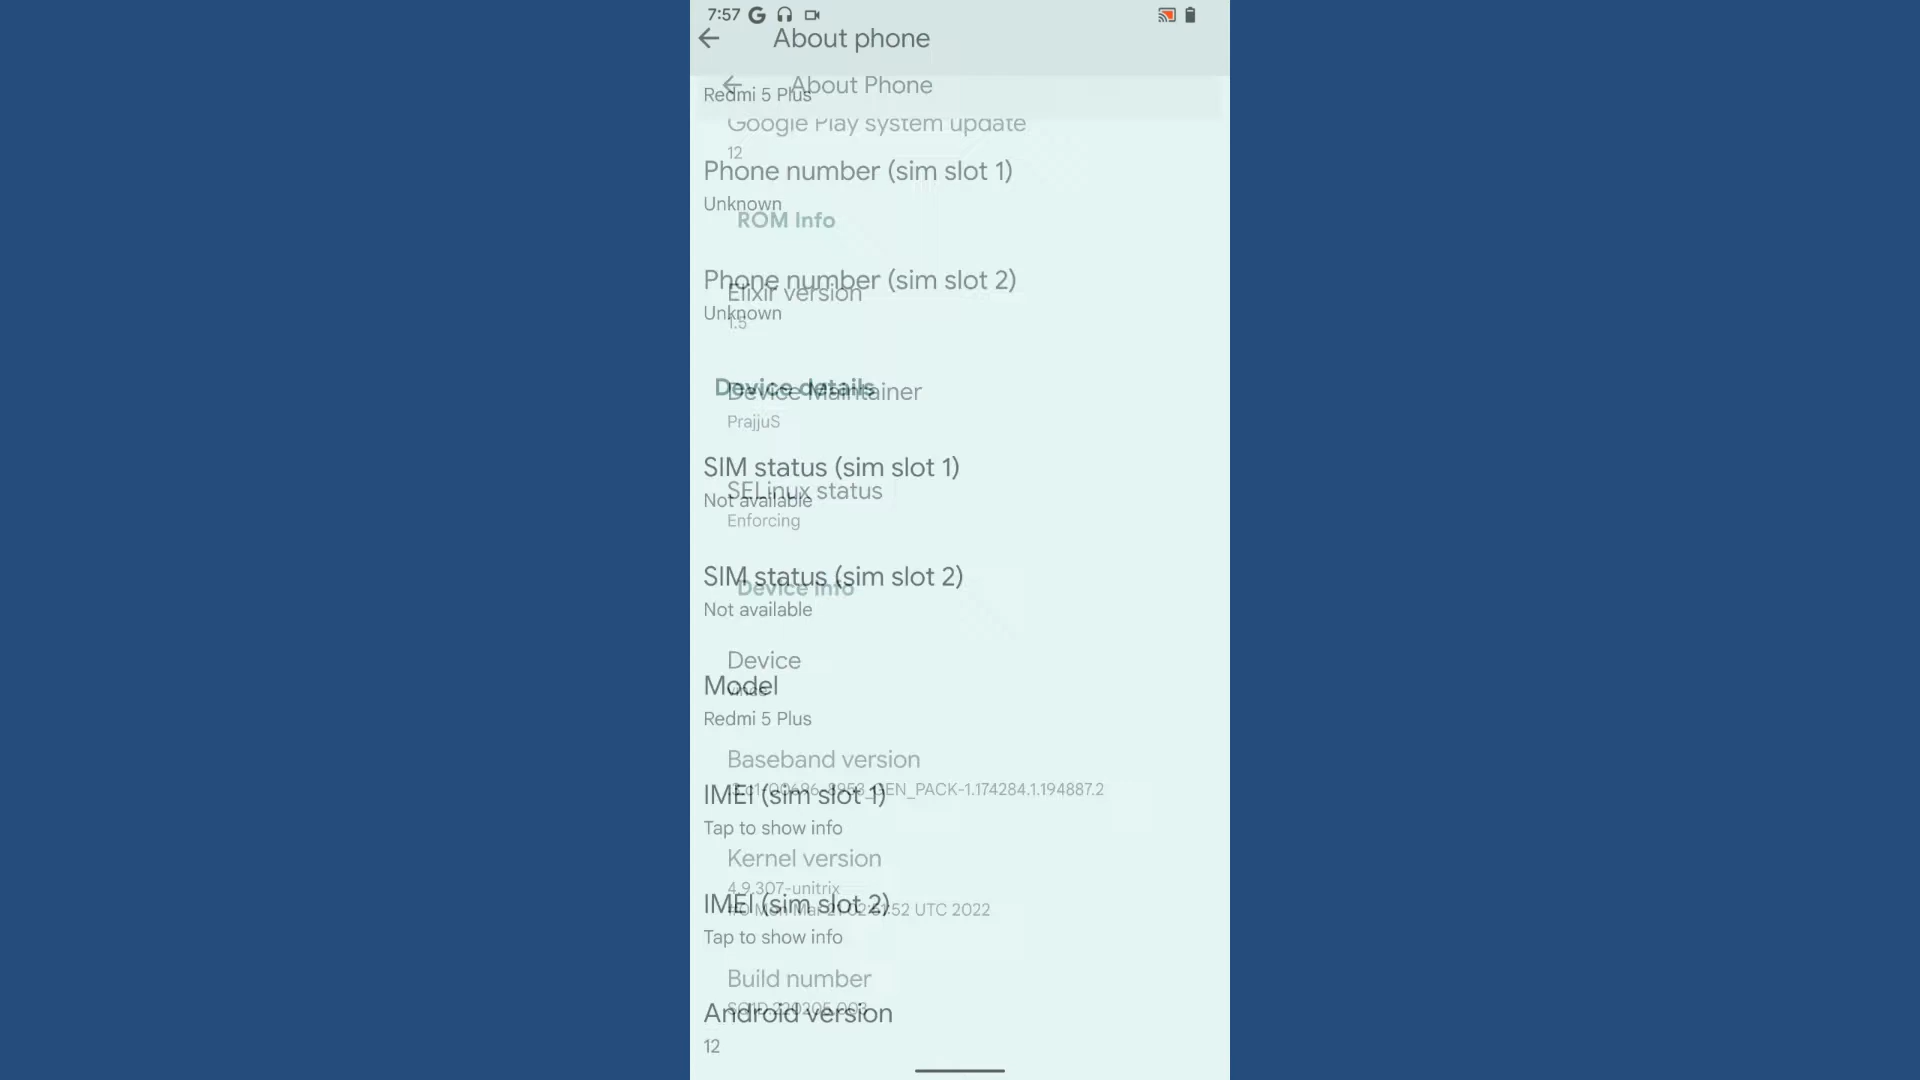 7:57
About phone
About Phone
Redmi 5 Plus
Google Play system update
12
Phone number (sim slot 1)
Unknown
ROM Info
Phone number (sim slot 2)
Elixir version
Unknown
1.5
Device details
Device Maintainer
PrajjuS
SIM status (sim slot 1)
SELinux status
Not available
Enforcing
SIM status (sim slot 2)
Device Info
Not available
Device
Model
vince
Redmi 5 Plus
Baseband version
GEN_PACK-1.174284.1.194887.2
IMEI (sim slot 1)
Tap to show info
Kernel version
4.9.307-unitrix
IMEI (sim slot 2)
Mon Mar 21 UTC 2022
Tap to show info
Build number
Android version
12